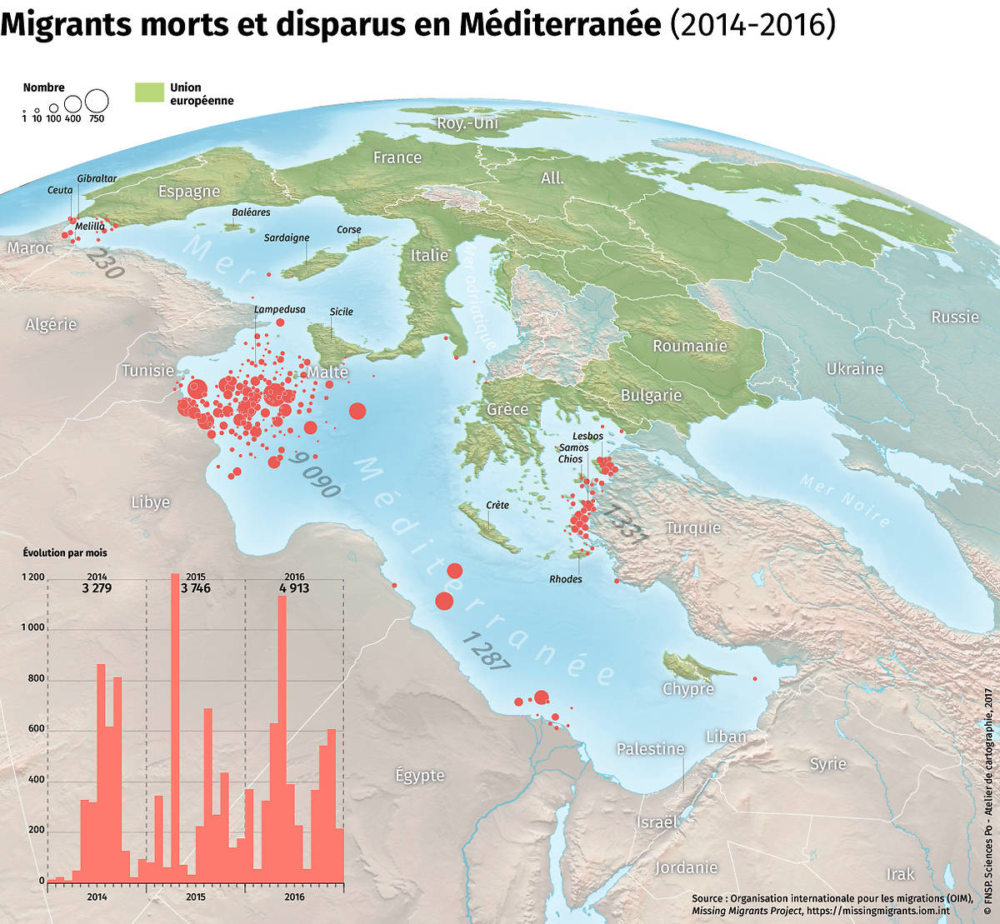 Migrants morts et disparus en Méditerranée (2014-2016)
Nombre
1 10 100 400 750
Union
européenne
Roy.-Uni
France
All.
Espagne
Gibraltar
Ceuta
Melilla
Maroc
230
Baléares
Sardaigne
Corse
Italie
Mer adriatique
Mer
Méditerranée
Algérie
Lampedusa
Sicile
Tunisie
Malte
Russie
Ukraine
Roumanie
Bulgarie
Grèce
Lesbos
Samos
Chios
9 090
Mer Noire
Libye
Crète
1 331
Turquie
Rhodes
1 287
Chypre
Palestine
Liban
Syrie
Égypte
Israël
Jordanie
Irak
Évolution par mois
1 200
1 000
800
600
400
200
0
2014
3 279
2015
3 746
2016
4 913
2014 2015 2016
Source : Organisation internationale pour les migrations (OIM),
Missing Migrants Project, https://missingmigrants.iom.int
© FNSP. Sciences Po - Atelier de cartographie, 2017